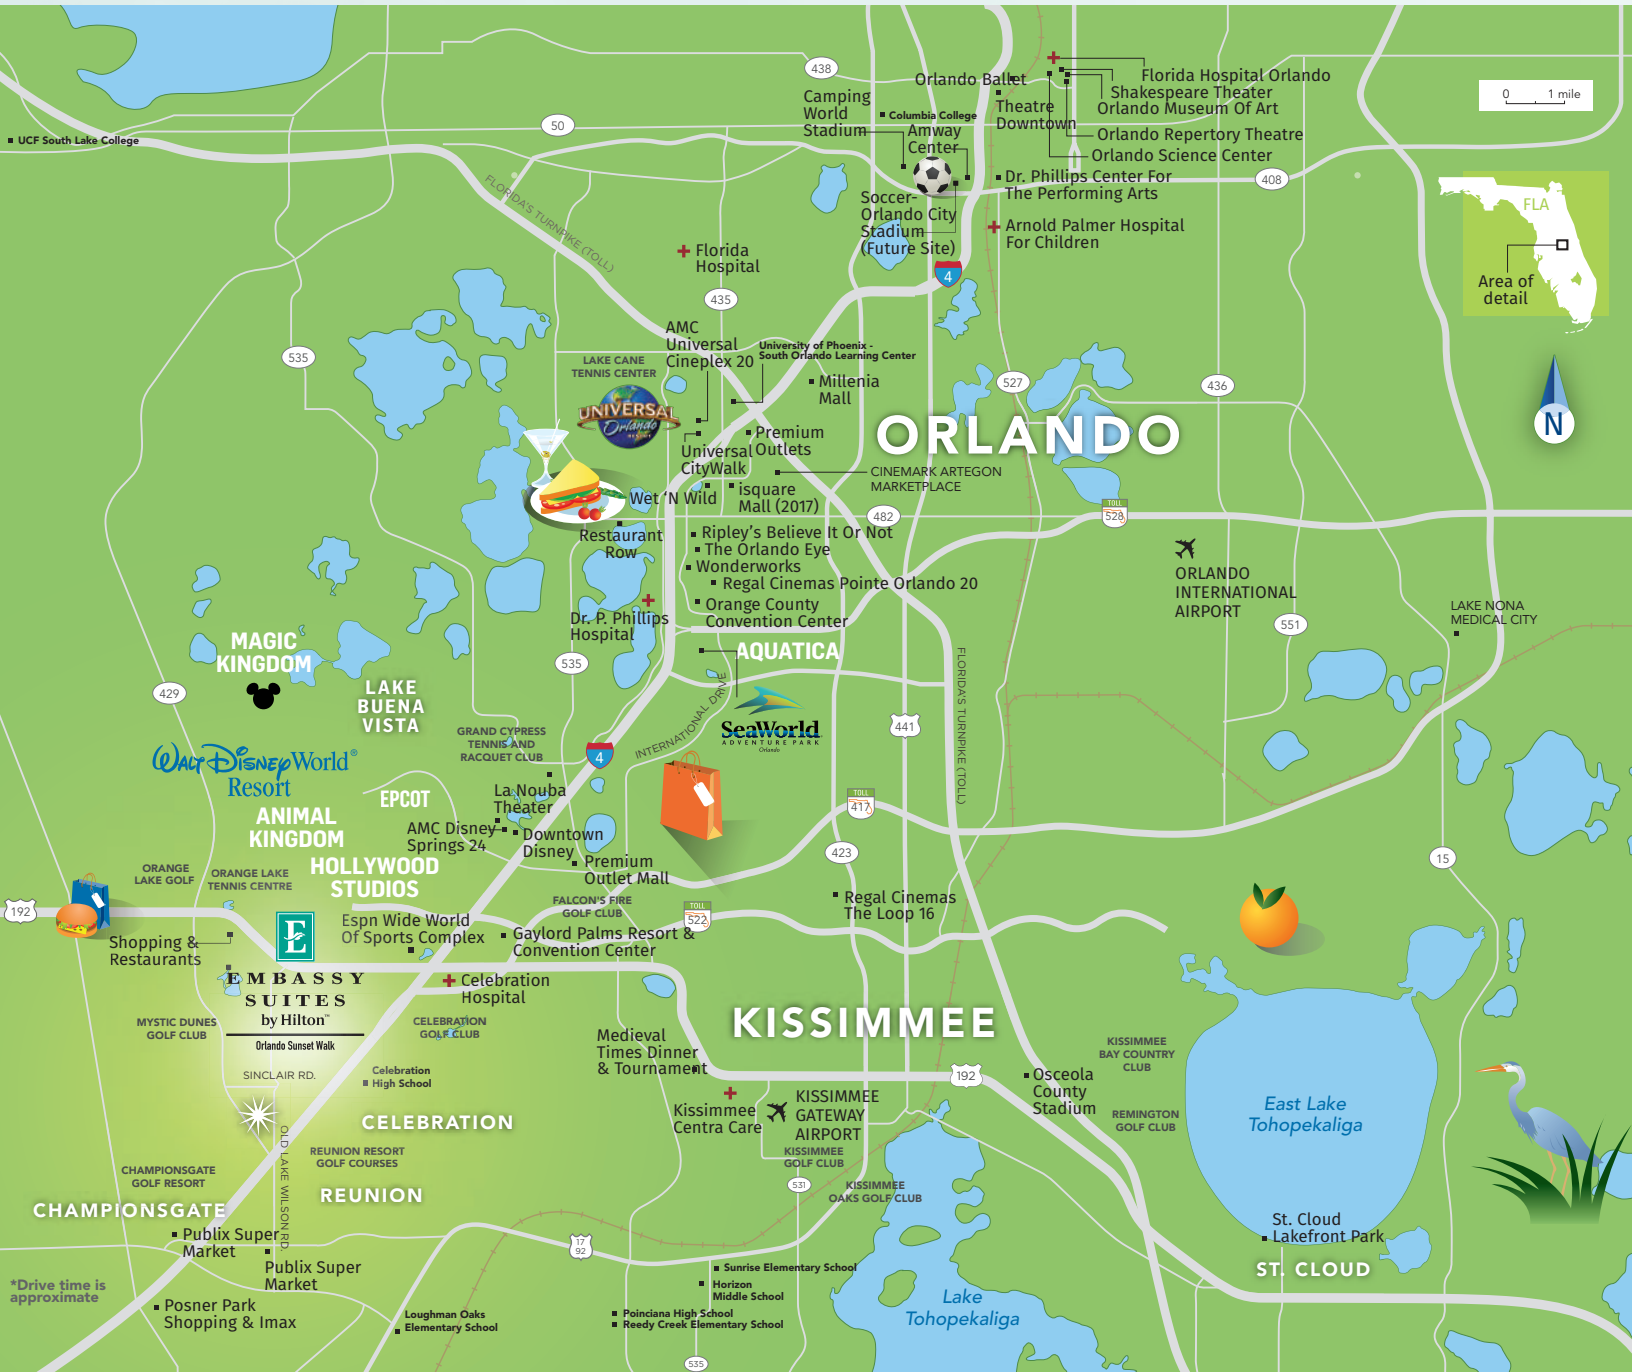 438
Orlando Ballet
Florida Hospital Orlando
Shakespeare Theater
Orlando Museum Of Art
0 1 mile
Camping
World
Stadium
Columbia College
Theatre
Downtown
50
Amway
Center
Orlando Repertory Theatre
UCF South Lake College
Orlando Science Center
Dr. Phillips Center For
The Performing Arts
408
FLORIDA'S TURNPIKE (TOLL)
Soccer-
Orlando City
Stadium
(Future Site)
Arnold Palmer Hospital
For Children
FLA
Area of
detail
Florida
Hospital
4
435
AMC
Universal
Cineplex 20
University of Phoenix -
South Orlando Learning Center
535
LAKE CANE
TENNIS CENTER
Millenia
Mall
527
436
UNIVERSAL
Orlando
RESORT
ORLANDO
N
Premium
Outlets
Universal
CityWalk
CINEMARK ARTEGON
MARKETPLACE
Wet ‘N Wild
isquare
Mall (2017)
482
TOLL
528
Restaurant
Row
Ripley’s Believe It Or Not
The Orlando Eye
Wonderworks
Regal Cinemas Pointe Orlando 20
ORLANDO
INTERNATIONAL
AIRPORT
Orange County
Convention Center
Dr. P. Phillips
Hospital
551
LAKE NONA
MEDICAL CITY
MAGIC
KINGDOM
AQUATICA
535
429
LAKE
BUENA
VISTA
INTERNATIONAL DRIVE
FLORIDA'S TURNPIKE (TOLL)
SeaWorld
ADVENTURE PARK
Orlando
441
GRAND CYPRESS
TENNIS AND
RACQUET CLUB
4
WALT DISNEY World®
Resort
La Nouba
Theater
EPCOT
TOLL
417
ANIMAL
KINGDOM
AMC Disney
Springs 24
Downtown
Disney
Premium
Outlet Mall
423
15
HOLLYWOOD
STUDIOS
ORANGE
LAKE GOLF
ORANGE LAKE
TENNIS CENTRE
Regal Cinemas
The Loop 16
FALCON'S FIRE
GOLF CLUB
TOLL
522
192
Espn Wide World
Of Sports Complex
Gaylord Palms Resort &
Convention Center
Shopping &
Restaurants
E
EMBASSY
SUITES
by Hilton™
Orlando Sunset Walk
Celebration
Hospital
MYSTIC DUNES
GOLF CLUB
CELEBRATION
GOLF CLUB
KISSIMMEE
Medieval
Times Dinner
& Tournament
KISSIMMEE
BAY COUNTRY
CLUB
SINCLAIR RD.
Celebration
High School
192
Osceola
County
Stadium
Kissimmee
Centra Care
KISSIMMEE
GATEWAY
AIRPORT
East Lake
Tohopekaliga
REMINGTON
GOLF CLUB
CELEBRATION
OLD LAKE WILSON RD.
REUNION RESORT
GOLF COURSES
KISSIMMEE
GOLF CLUB
CHAMPIONSGATE
GOLF RESORT
531
KISSIMMEE
OAKS GOLF CLUB
REUNION
CHAMPIONSGATE
Publix Super
Market
17
92
St. Cloud
Lakefront Park
Publix Super
Market
Sunrise Elementary School
ST. CLOUD
*Drive time is
approximate
Horizon
Middle School
Lake
Tohopekaliga
Posner Park
Shopping & Imax
Loughman Oaks
Elementary School
Poinciana High School
Reedy Creek Elementary School
535